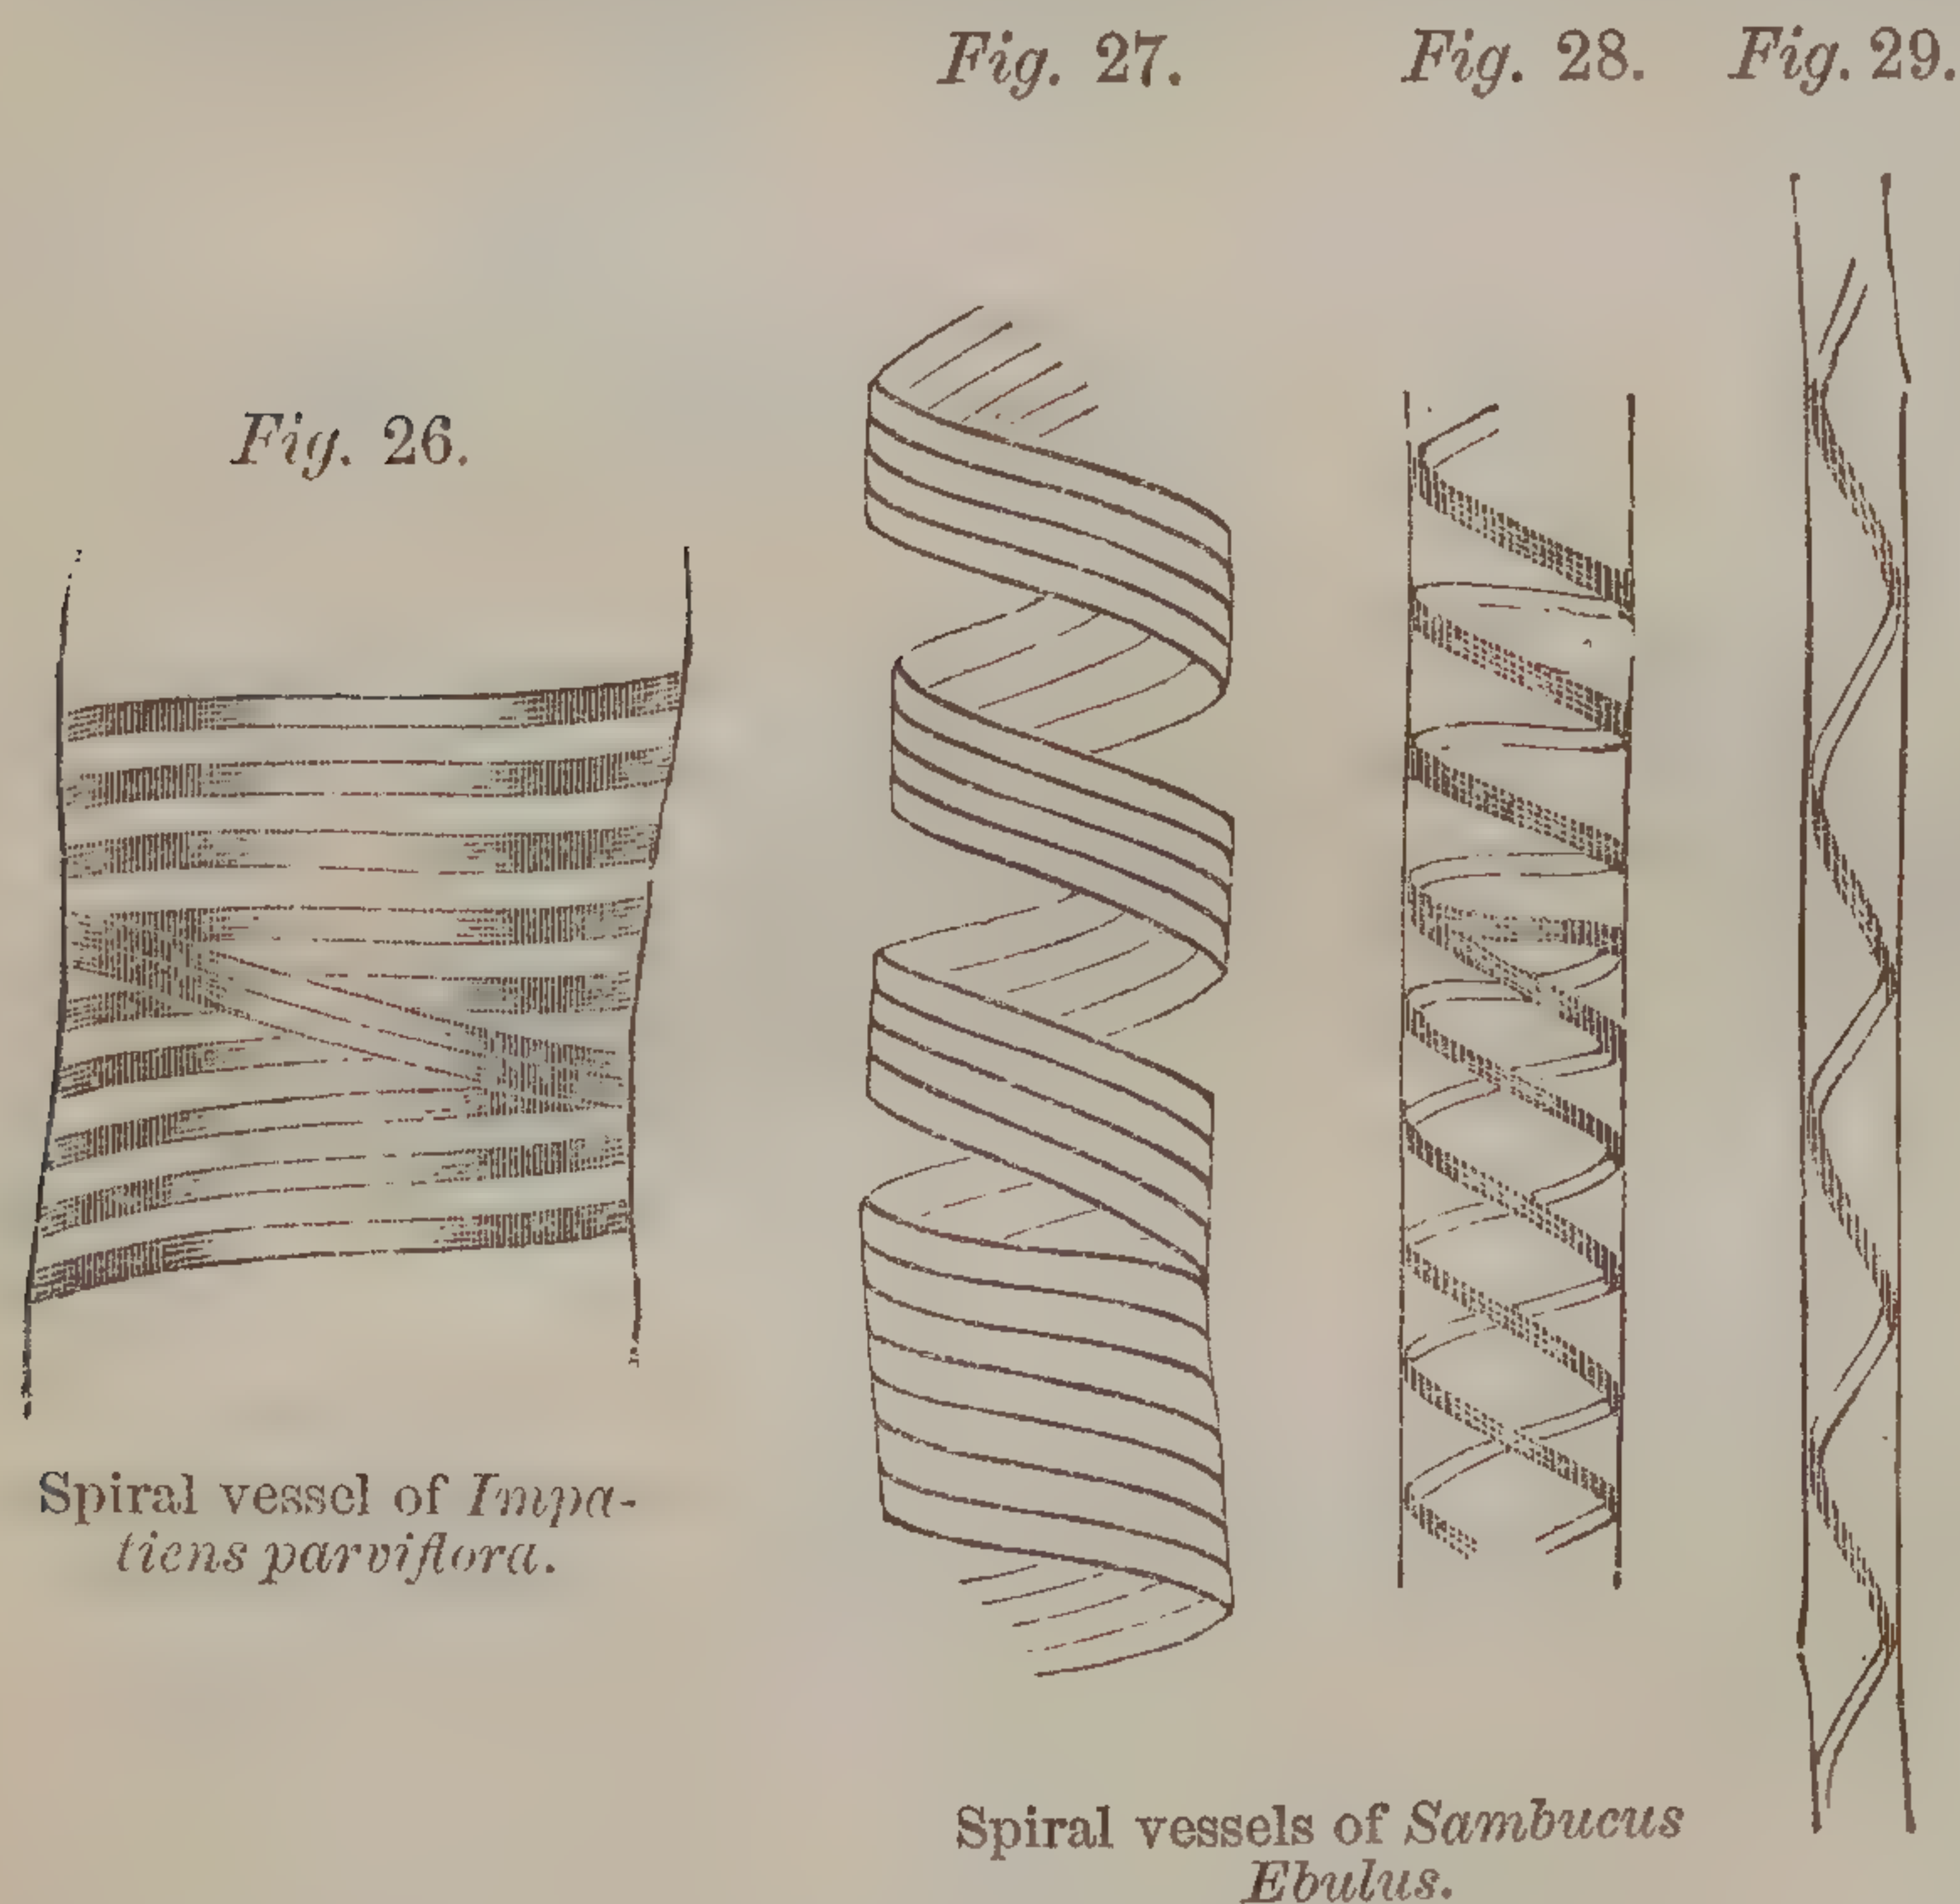 Fig. 27.
Fig. 28.
Fig. 29.
Fig. 26.
Spiral vessel of Impa-
tiens parviflora.
Spiral vessels of Sambucus
Ebulus.